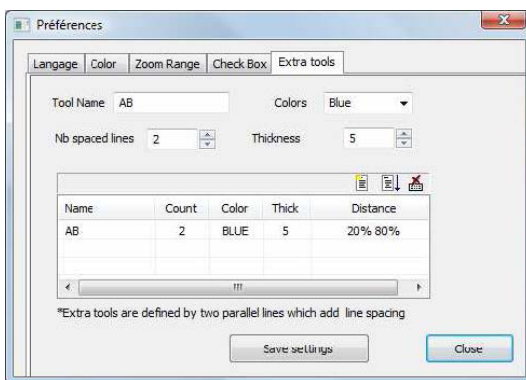 Préférences
Langage Color Zoom Range Check Box Extra tools
Tool Name AB Colors Blue
Nb spaced lines 2 Thickness 5
Name Count Color Thick Distance
AB 2 BLUE 5 20% 80%
*Extra tools are defined by two parallel lines which add line spacing
Save settings Close